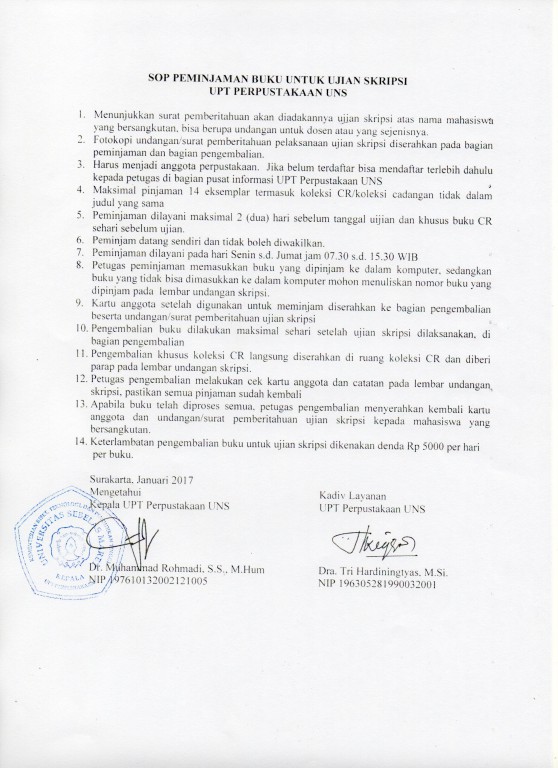 SOP PEMINJAMAN BUKU UNTUK UJIAN SKRIPSI
UPT PERPUSTAKAAN UNS
1. Menunjukkan surat pemberitahuan akan diadakannya ujian skripsi atas nama mahasiswa
yang bersangkutan, bisa berupa undangan untuk dosen atau yang sejenisnya.
2. Fotokopi undangan/surat pemberitahuan pelaksanaan ujian skripsi diserahkan pada bagian
peminjaman dan bagian pengembalian.
3. Harus menjadi anggota perpustakaan. Jika belum terdaftar bisa mendaftar terlebih dahulu
kepada petugas di bagian pusat informasi UPT Perpustakaan UNS
4. Maksimal pinjaman 14 eksemplar termasuk koleksi CR/koleksi cadangan tidak dalam
judul yang sama
5. Peminjaman dilayani maksimal 2 (dua) hari sebelum tanggal uijian dan khusus buku CR
sehari sebelum ujian.
6. Peminjam datang sendiri dan tidak boleh diwakilkan.
7. Peminjaman dilayani pada hari Senin s.d. Jumat jam 07.30 s.d. 15.30 WIB
8. Petugas peminjaman memasukkan buku yang dipinjam ke dalam komputer, sedangkan
buku yang tidak bisa dimasukkan ke dalam komputer mohon menuliskan nomor buku yang
dipinjam pada lembar undangan skripsi.
9. Kartu anggota setelah digunakan untuk meminjam diserahkan ke bagian pengembalian
beserta undangan/surat pemberitahuan ujian skripsi
10. Pengembalian buku dilakukan maksimal sehari setelah ujian skripsi dilaksanakan, di
bagian pengembalian
11. Pengembalian khusus koleksi CR langsung diserahkan di ruang koleksi CR dan diberi
parap pada lembar undangan skripsi.
12. Petugas pengembalian melakukan cek kartu anggota dan catatan pada lembar undangan
skripsi, pastikan semua pinjaman sudah kembali
13. Apabila buku telah diproses semua, petugas pengembalian menyerahkan kembali kartu
anggota dan undangan/surat pemberitahuan ujian skripsi kepada mahasiswa yang
bersangkutan.
14. Keterlambatan pengembalian buku untuk ujian skripsi dikenakan denda Rp 5000 per hari
per buku.
Surakarta, Januari 2017
Mengetahui
Kepala UPT Perpustakaan UNS
Kadiv Layanan
UPT Perpustakaan UNS
UNIVERSITAS SEBELAS MARET
KEPALA
Dr. Muhammad Rohmadi, S.S., M.Hum
NIP 197610132002121005
Dra. Tri Hardiningtyas, M.Si.
NIP 196305281990032001